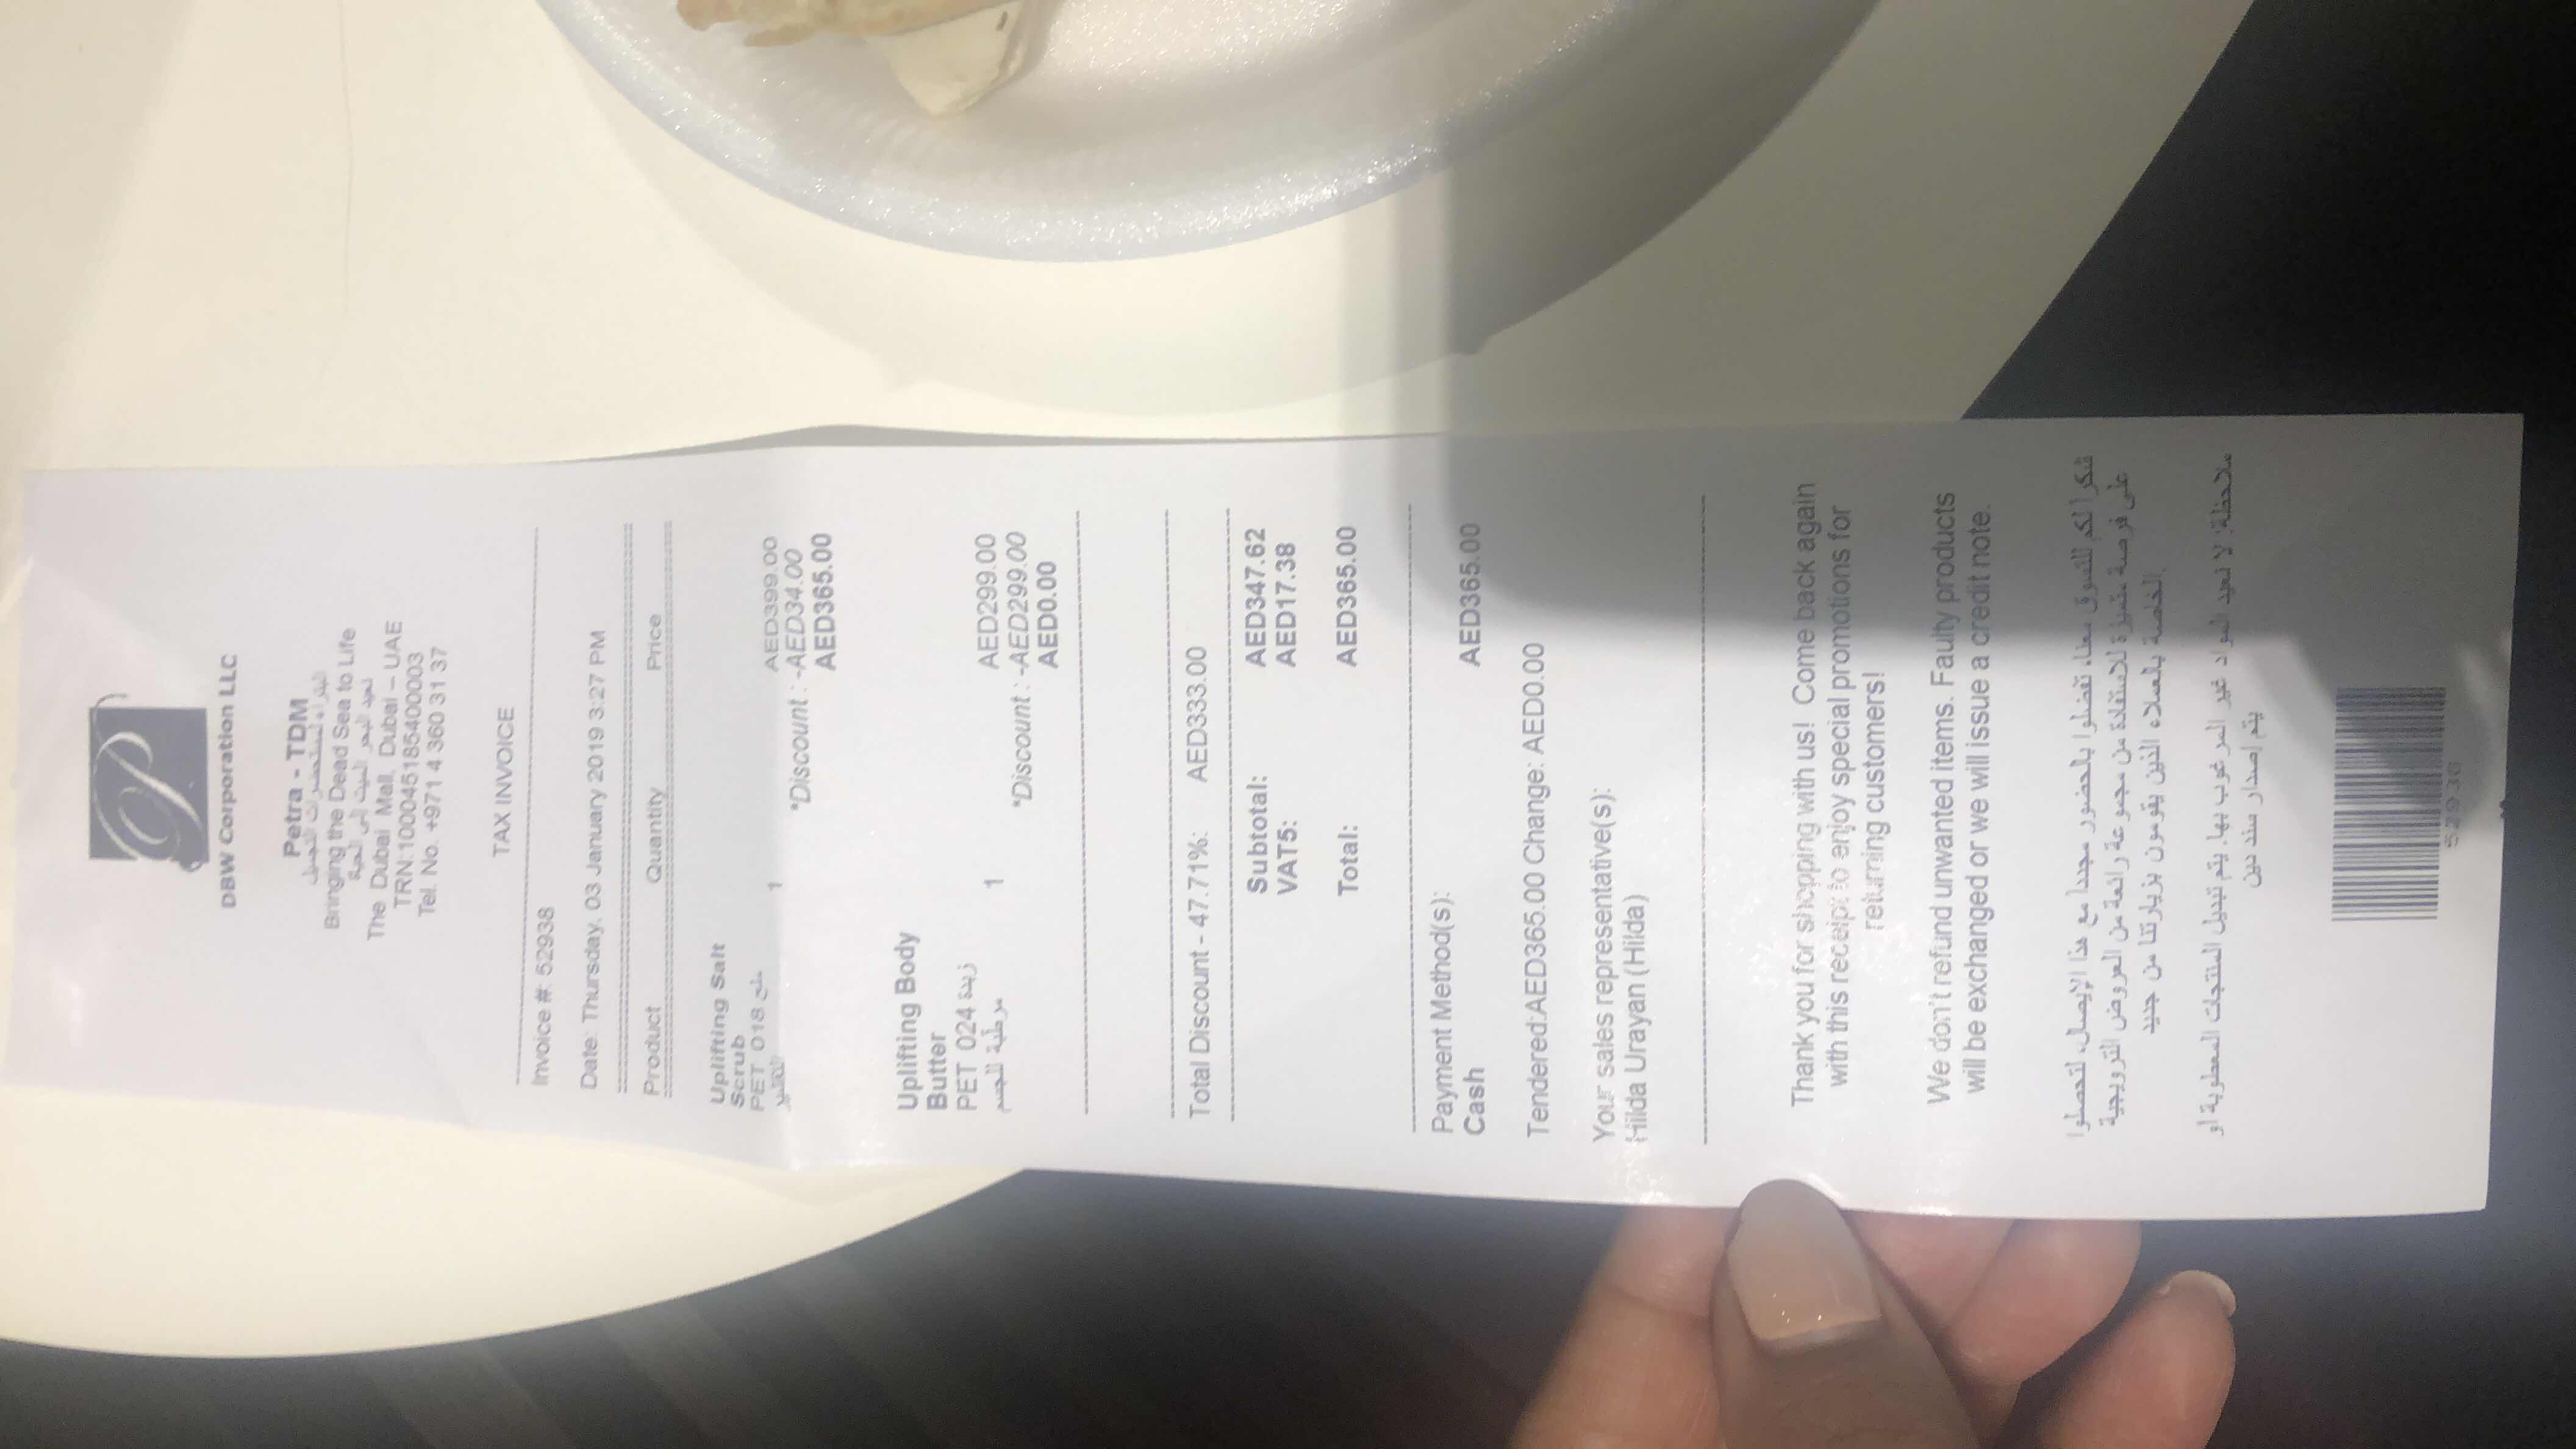 P
DBW Corporation LLC
Petra - TDM
البتراء لمستحضرات التجميل
Bringing the Dead Sea to Life
نعيد البحر الميت إلى الحياة
The Dubai Mall, Dubai – UAE
TRN:100045185400003
Tel. No. +971 4 360 31 37
TAX INVOICE
Invoice #: 52938
Date: Thursday, 03 January 2019 3:27 PM
Product Quantity Price
Uplifting Salt
Scrub
PET 018 ملح
التقشير 1 AED399.00
*Discount : -AED34.00
AED365.00
Uplifting Body
Butter
PET 024 زبدة
مرطبة للجسم 1 AED299.00
*Discount : -AED299.00
AED0.00
Total Discount - 47.71%: AED333.00
Subtotal: AED347.62
VAT5: AED17.38
Total: AED365.00
Payment Method(s):
Cash AED365.00
Tendered:AED365.00 Change: AED0.00
Your sales representative(s):
Hilda Urayan (Hilda)
Thank you for shopping with us! Come back again
with this receipt to enjoy special promotions for
returning customers!
We don't refund unwanted items. Faulty products
will be exchanged or we will issue a credit note.
شكراً لكم للتسوق معنا، تفضلوا بالحضور مجدداً مع هذا الإيصال، لتحصلوا
على فرصة متميزة للاستفادة من مجموعة رائعة من العروض الترويجية
الخاصة بالعملاء الذين يقومون بزيارتنا من جديد.
ملاحظة: لا نعيد المواد غير المرغوب بها. يتم تبديل المنتجات المعطوبة أو
يتم إصدار سند دين
52938